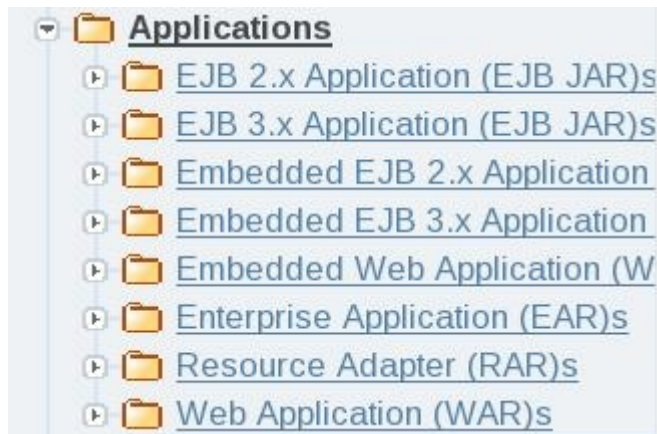 Applications
EJB 2.x Application (EJB JAR)s
EJB 3.x Application (EJB JAR)s
Embedded EJB 2.x Application
Embedded EJB 3.x Application
Embedded Web Application (W
Enterprise Application (EAR)s
Resource Adapter (RAR)s
Web Application (WAR)s